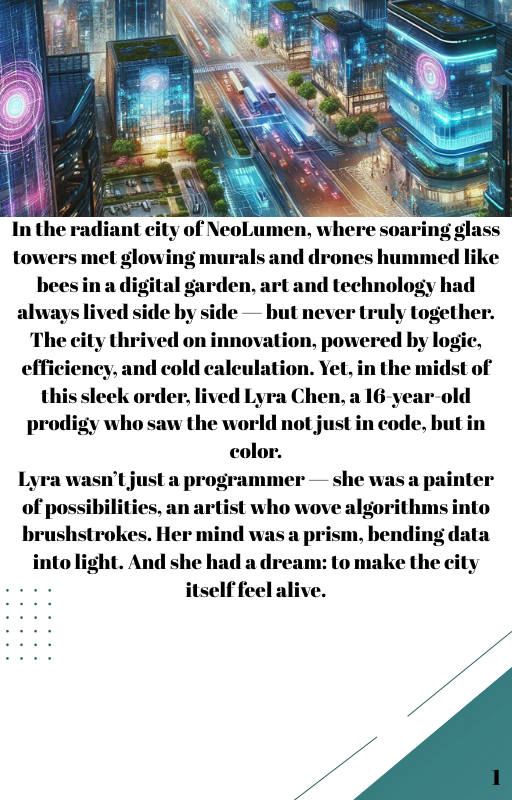 In the radiant city of NeoLumen, where soaring glass
towers met glowing murals and drones hummed like
bees in a digital garden, art and technology had
always lived side by side — but never truly together.
The city thrived on innovation, powered by logic,
efficiency, and cold calculation. Yet, in the midst of
this sleek order, lived Lyra Chen, a 16-year-old
prodigy who saw the world not just in code, but in
color.
Lyra wasn’t just a programmer — she was a painter
of possibilities, an artist who wove algorithms into
brushstrokes. Her mind was a prism, bending data
into light. And she had a dream: to make the city
itself feel alive.
1